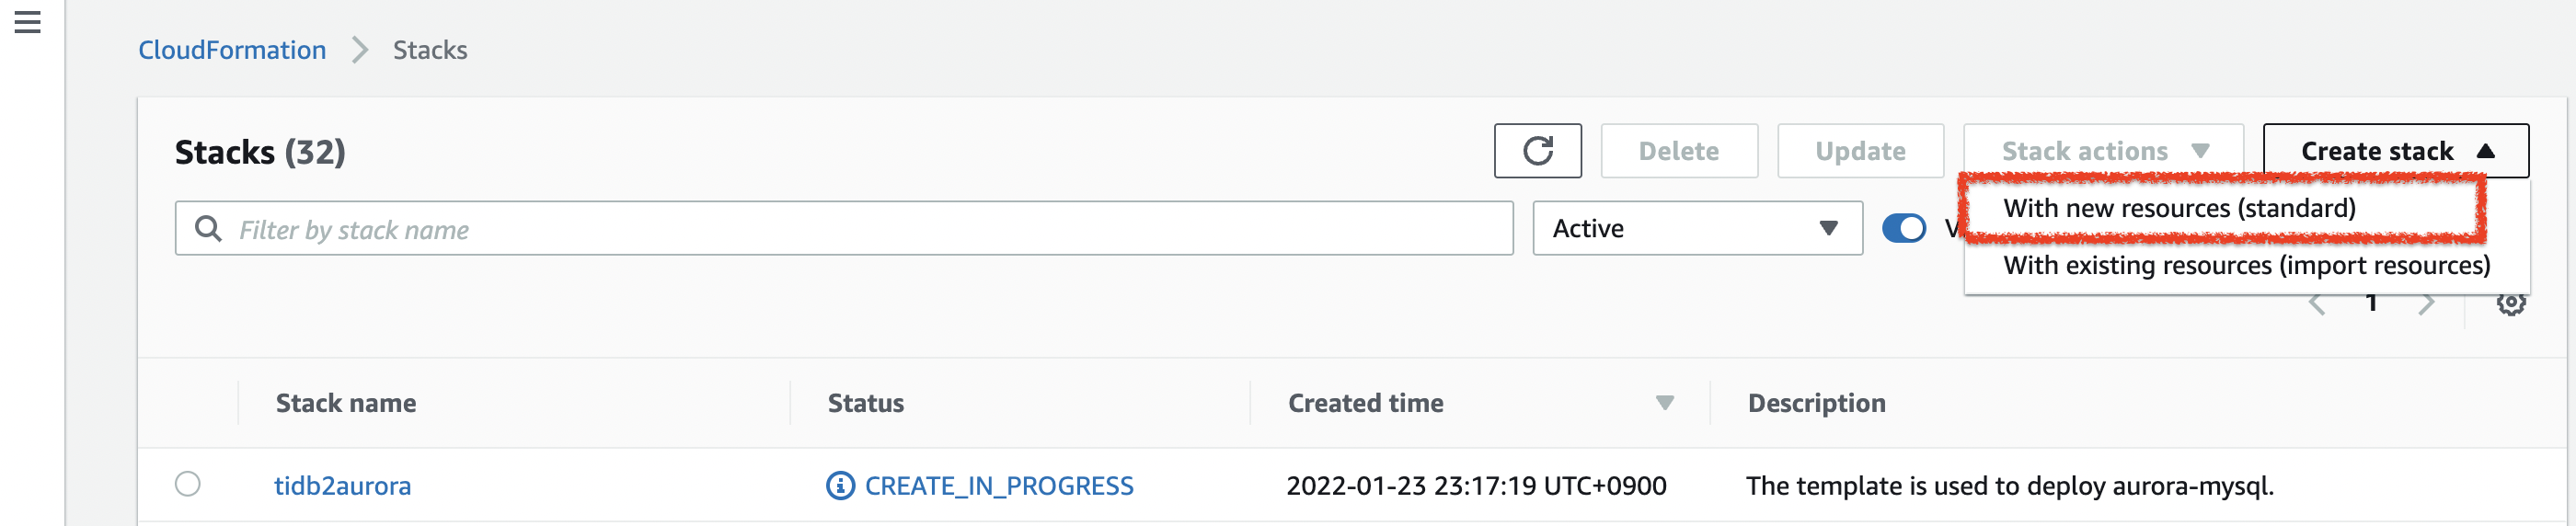 CloudFormation > Stacks
Stacks (32)
Delete
Update
Stack actions
Create stack
With new resources (standard)
With existing resources (import resources)
Filter by stack name
Active
1
Stack name
Status
Created time
Description
tidb2aurora
CREATE_IN_PROGRESS
2022-01-23 23:17:19 UTC+0900
The template is used to deploy aurora-mysql.